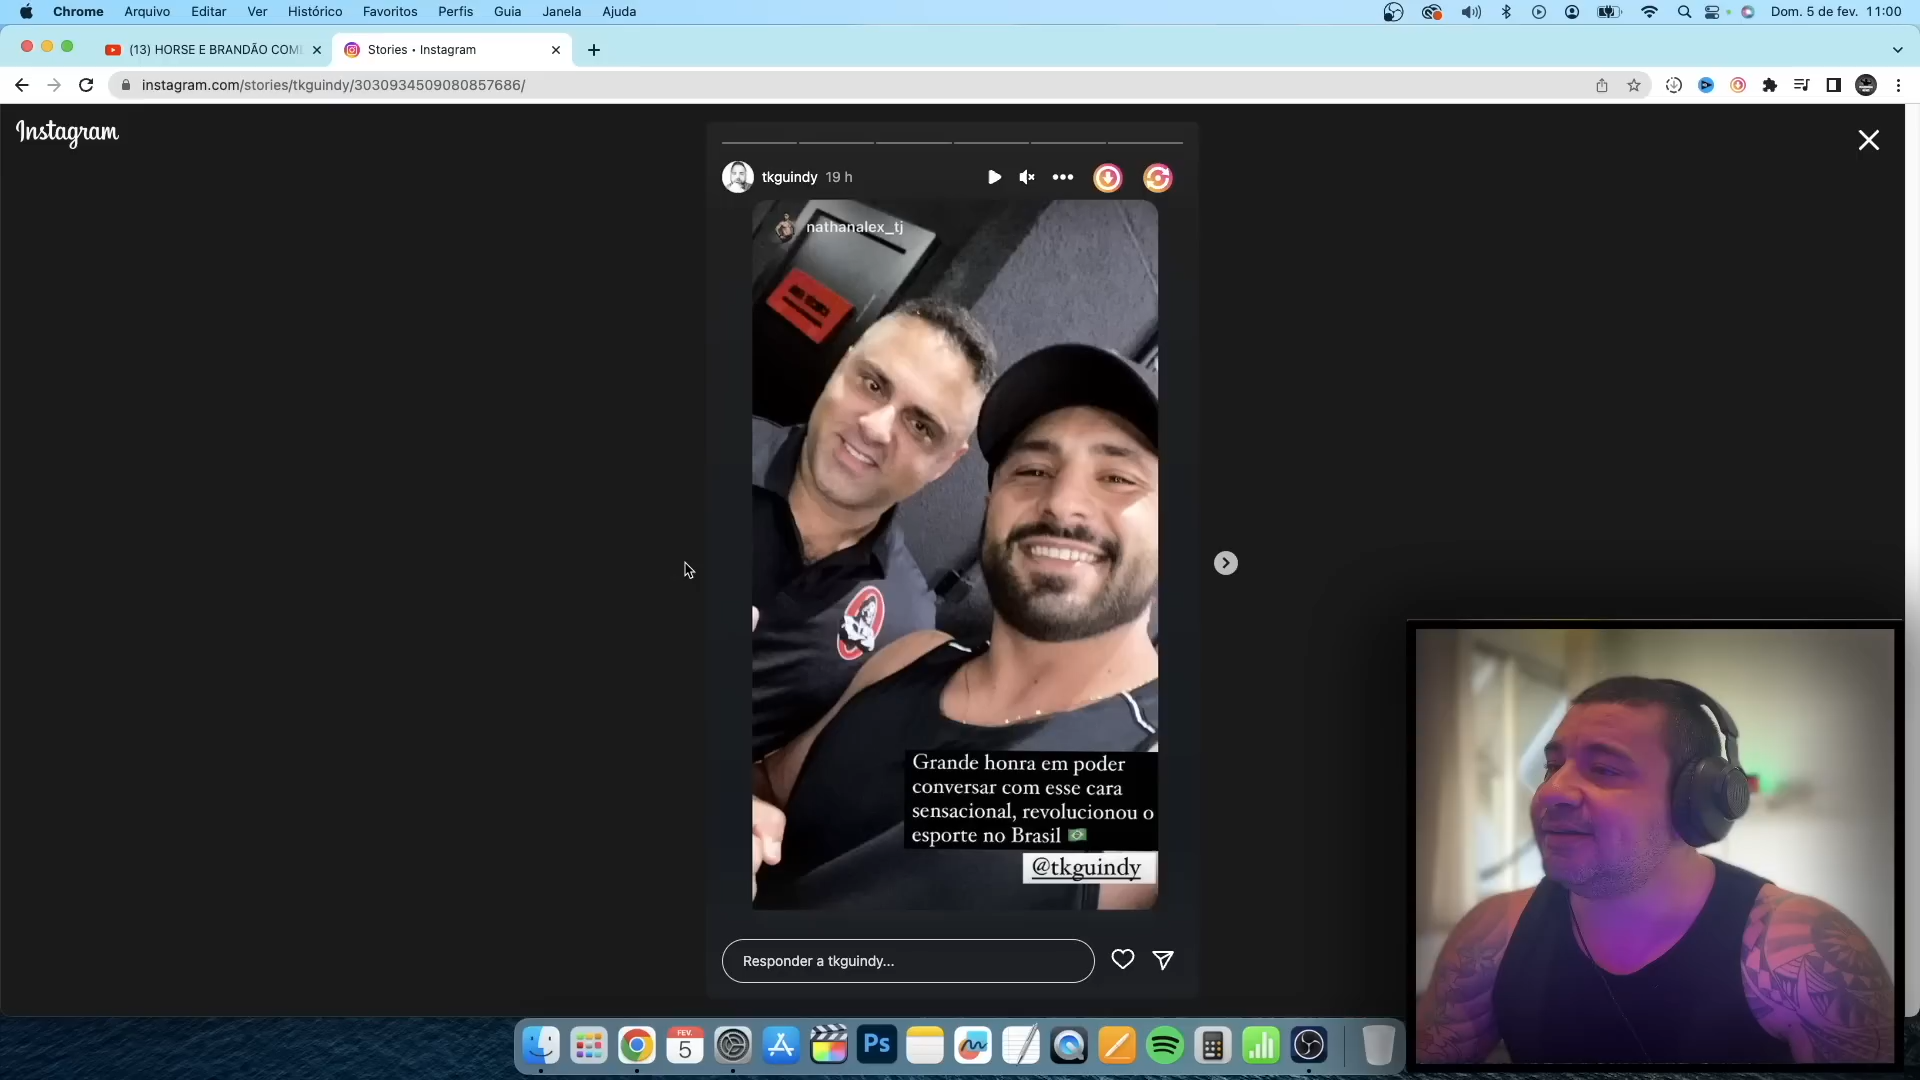 Chrome Arquivo Editar Ver Histórico Favoritos Perfis Guia Janela Ajuda Dom. 5 de fev. 11:00
(13) HORSE E BRANDÃO COM
Stories • Instagram
instagram.com/stories/tkguindy/3030934509080857686/
Instagram
tkguindy 19 h
nathanalex_tj
Grande honra em poder
conversar com esse cara
sensacional, revolucionou o
esporte no Brasil
@tkguindy
Responder a tkguindy...
FEV.
5
Ps